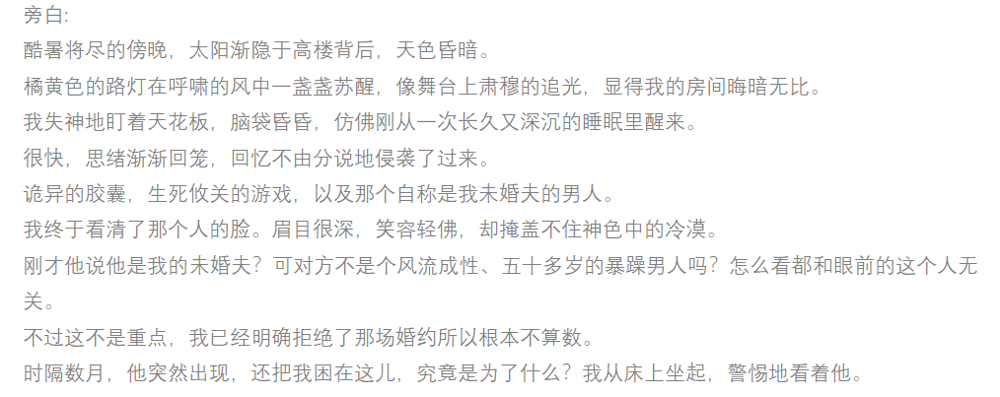 旁白:
酷暑将尽的傍晚，太阳渐隐于高楼背后，天色昏暗。
橘黄色的路灯在呼啸的风中一盏盏苏醒，像舞台上肃穆的追光，显得我的房间晦暗无比。
我失神地盯着天花板，脑袋昏昏，仿佛刚从一次长久又深沉的睡眠里醒来。
很快，思绪渐渐回笼，回忆不由分说地侵袭了过来。
诡异的胶囊，生死攸关的游戏，以及那个自称是我未婚夫的男人。
我终于看清了那个人的脸。眉目很深，笑容轻佛，却掩盖不住神色中的冷漠。
刚才他说他是我的未婚夫？可对方不是个风流成性、五十多岁的暴躁男人吗？怎么看都和眼前的这个人无
关。
不过这不是重点，我已经明确拒绝了那场婚约所以根本不算数。
时隔数月，他突然出现，还把我困在这儿，究竟是为了什么？我从床上坐起，警惕地看着他。